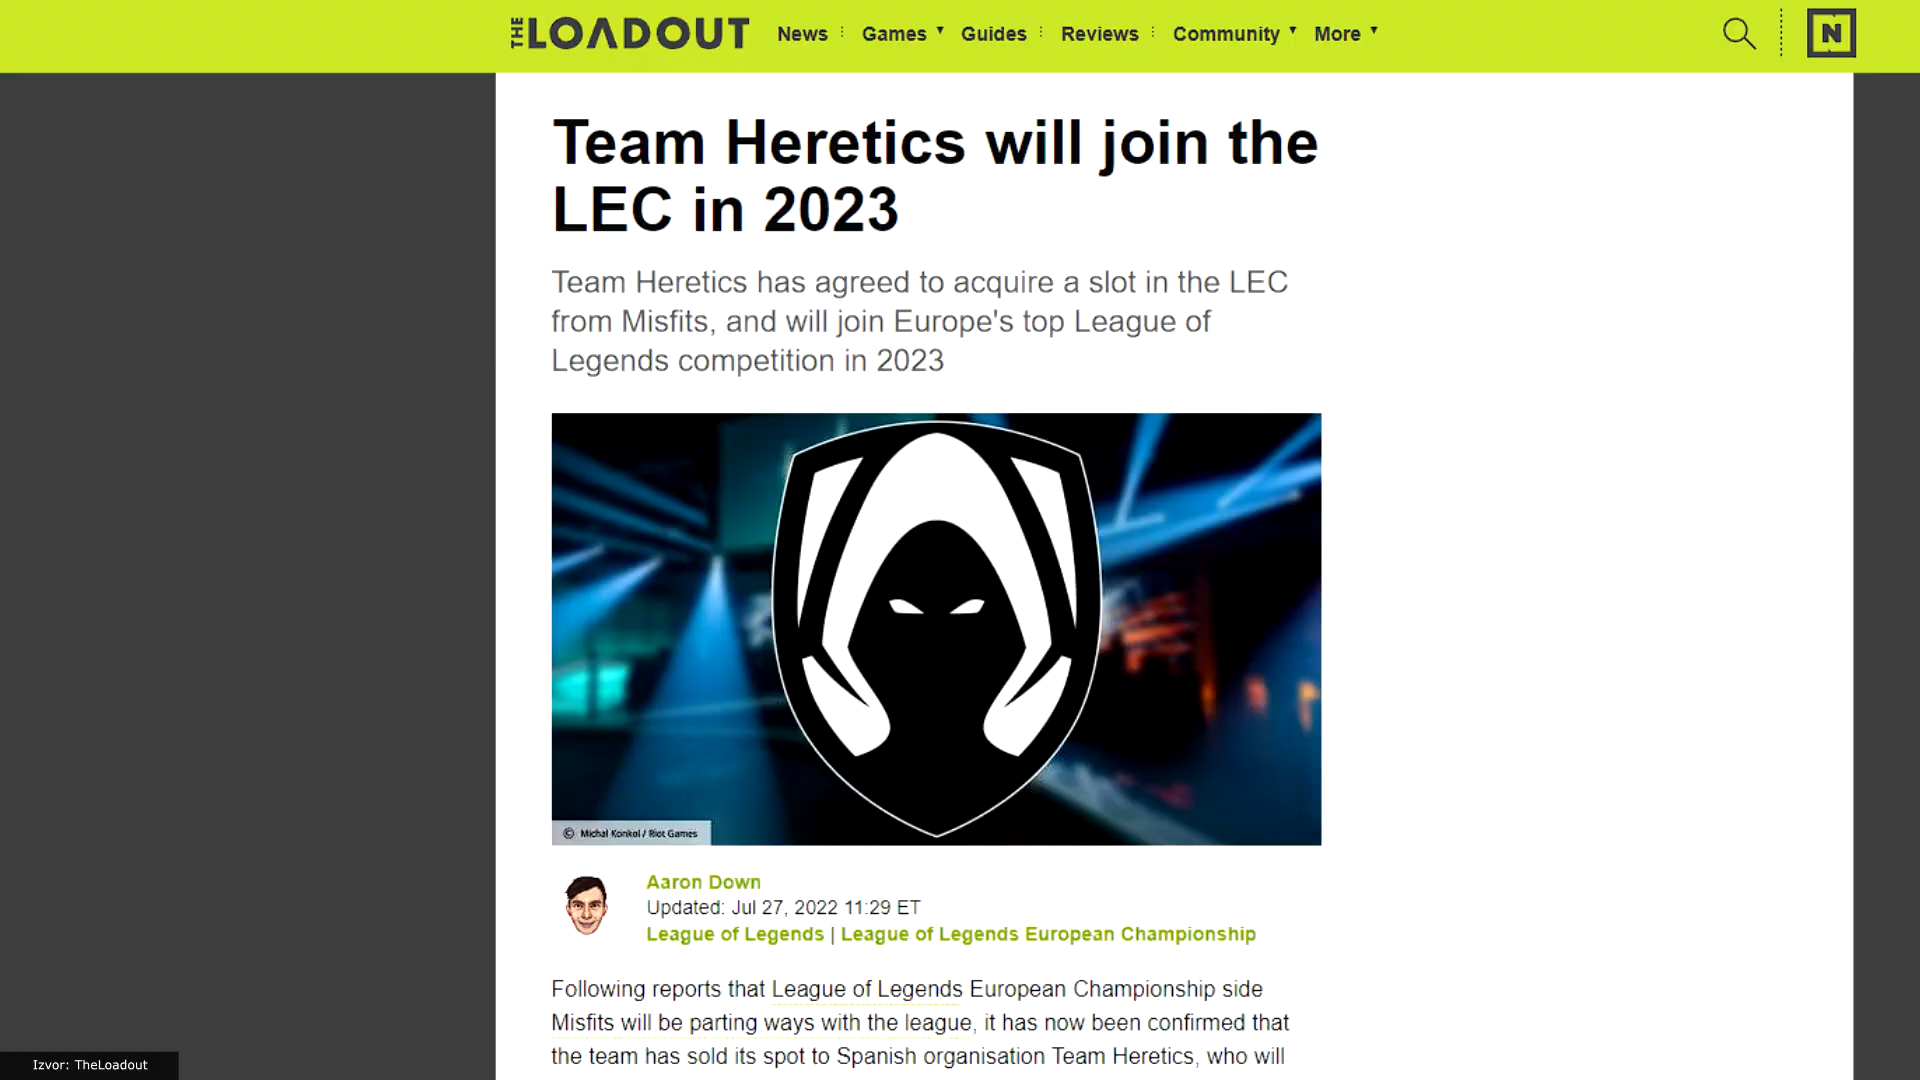 THE LOADOUT News Games Guides Reviews Community More N
Team Heretics will join the
LEC in 2023
Team Heretics has agreed to acquire a slot in the LEC
from Misfits, and will join Europe's top League of
Legends competition in 2023
© Michal Konkol / Riot Games
Aaron Down
Updated: Jul 27, 2022 11:29 ET
League of Legends | League of Legends European Championship
Following reports that League of Legends European Championship side
Misfits will be parting ways with the league, it has now been confirmed that
the team has sold its spot to Spanish organisation Team Heretics, who will
Izvor: TheLoadout